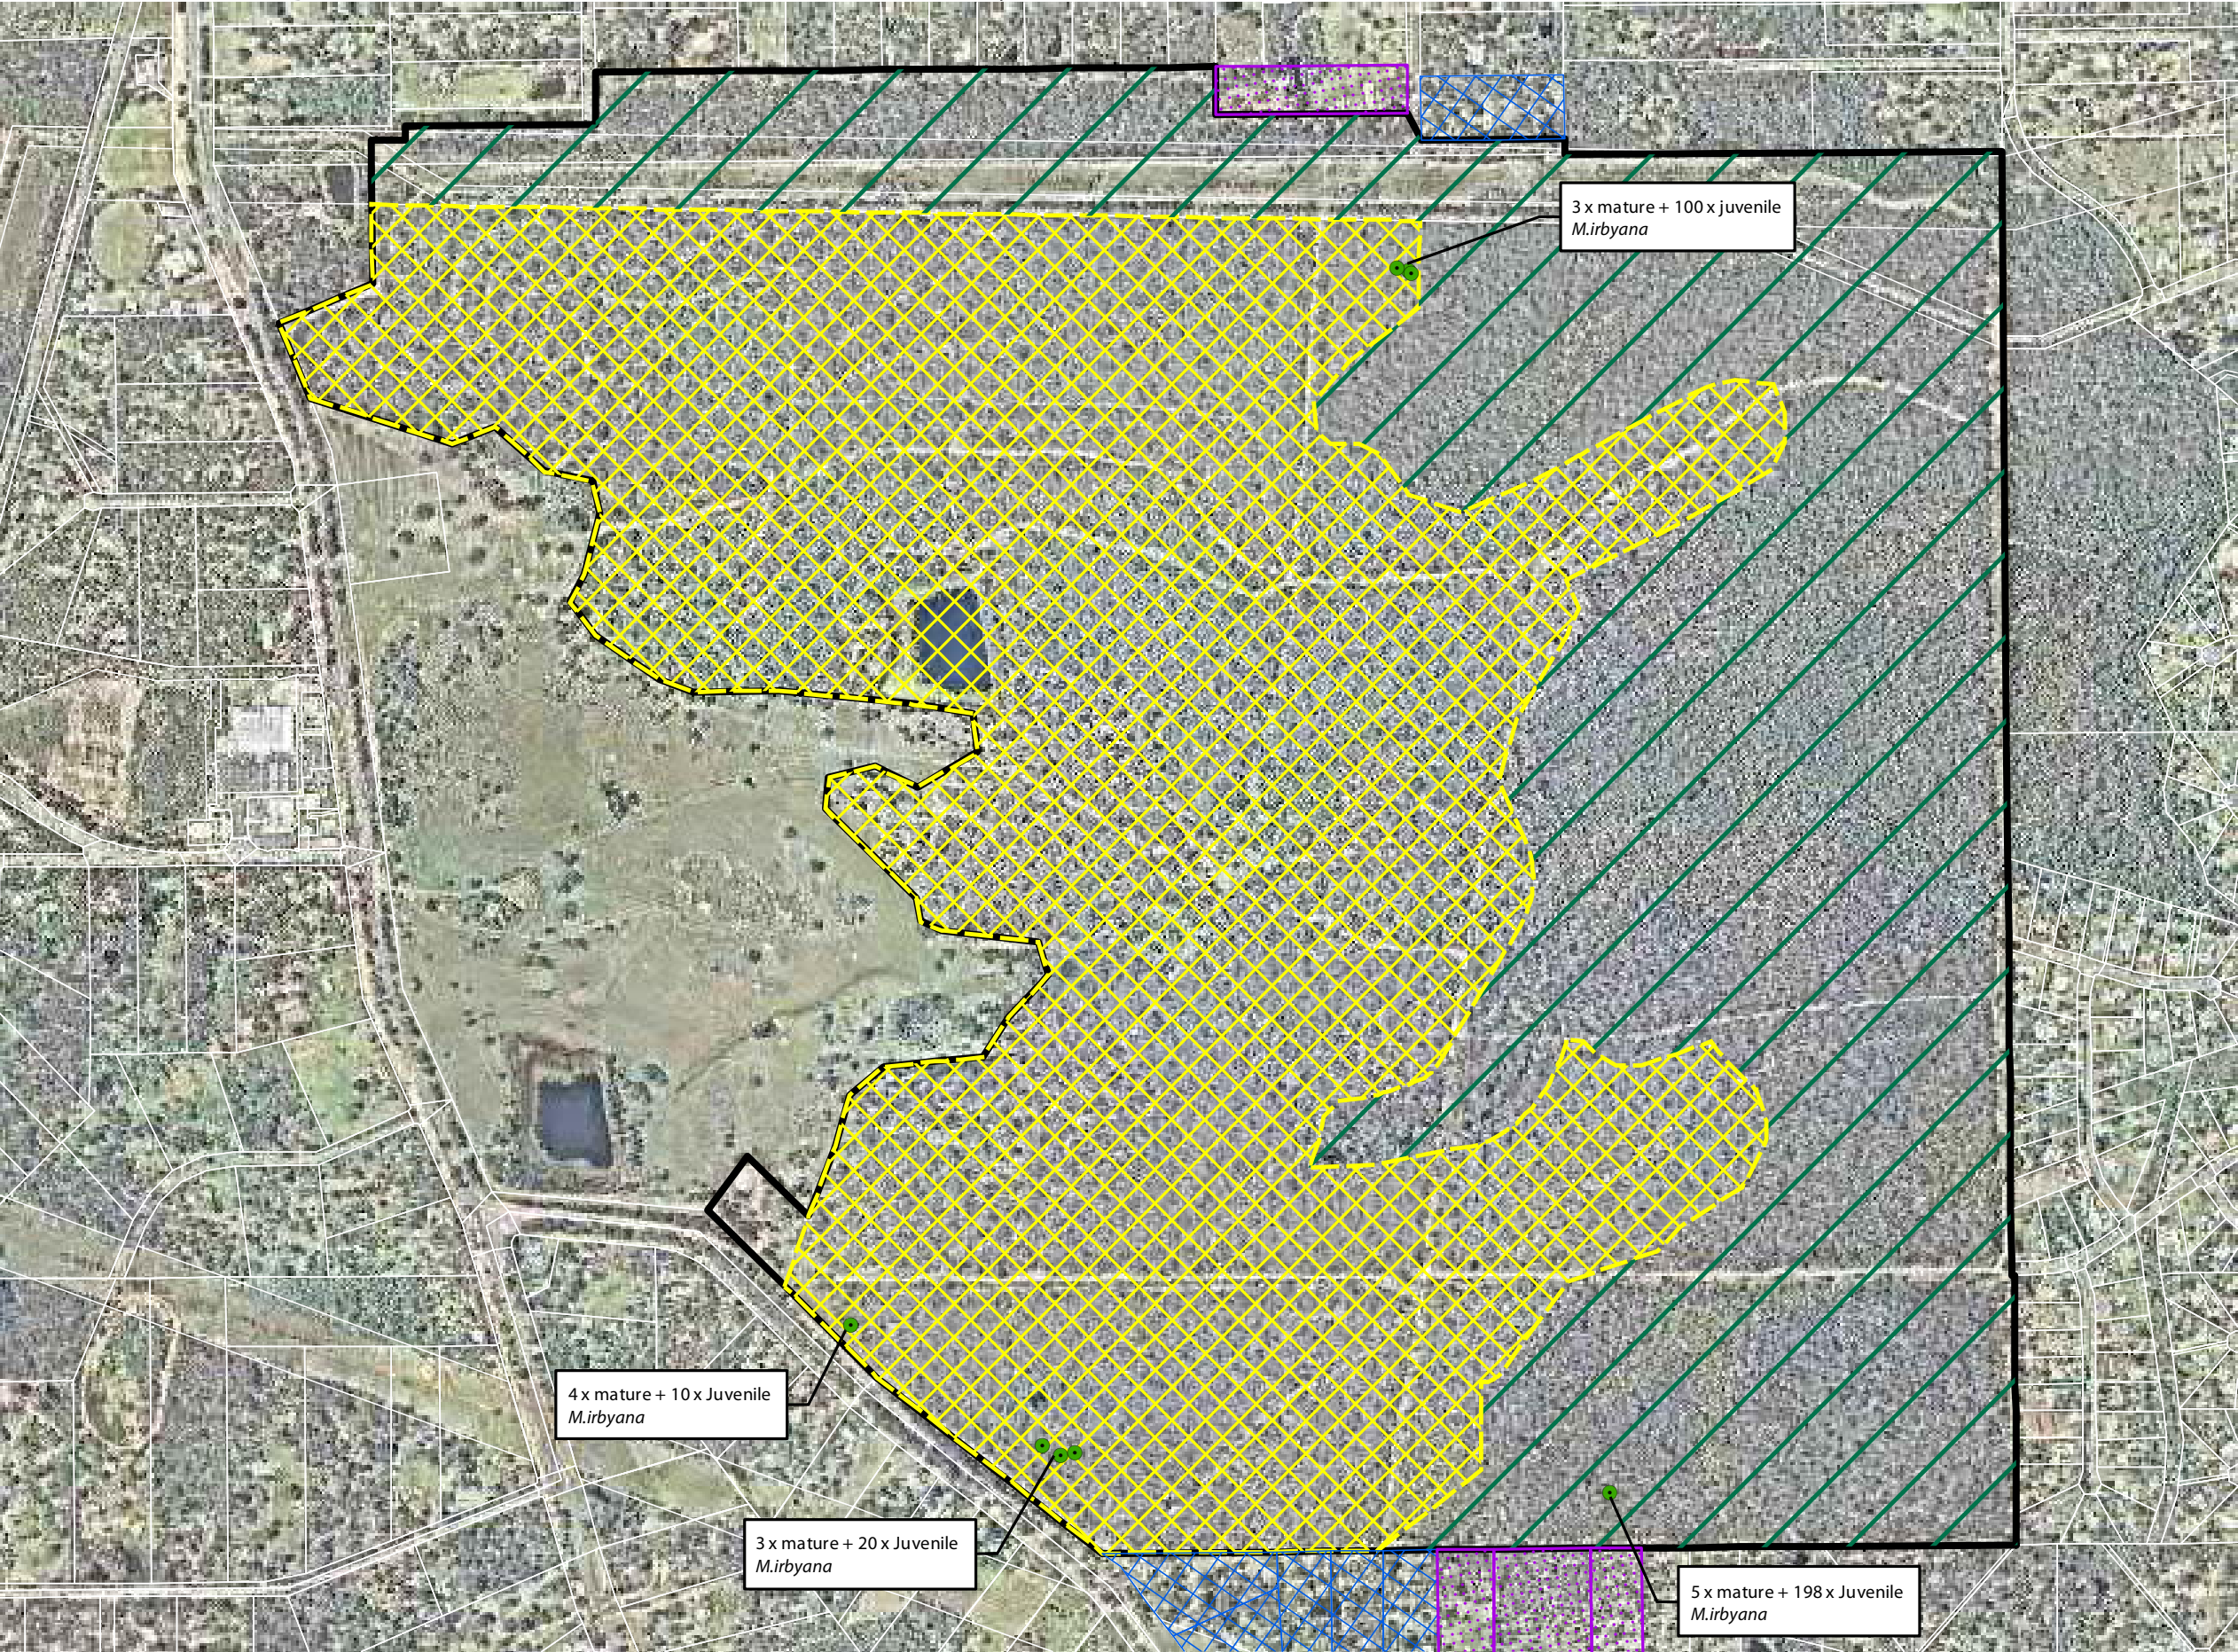 3 x mature + 100 x juvenile
M.irbyana
4 x mature + 10 x Juvenile
M.irbyana
3 x mature + 20 x Juvenile
M.irbyana
5 x mature + 198 x Juvenile
M.irbyana